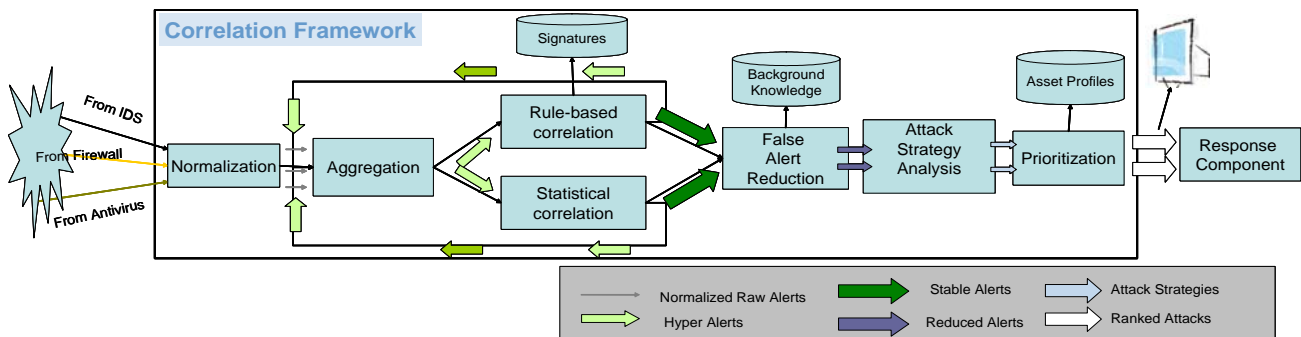 Correlation Framework
Signatures
Background
Knowledge
Asset Profiles
From IDS
From Firewall
From Antivirus
Normalization
Aggregation
Rule-based
correlation
Statistical
correlation
False
Alert
Reduction
Attack
Strategy
Analysis
Prioritization
Response
Component
Normalized Raw Alerts
Hyper Alerts
Stable Alerts
Reduced Alerts
Attack Strategies
Ranked Attacks